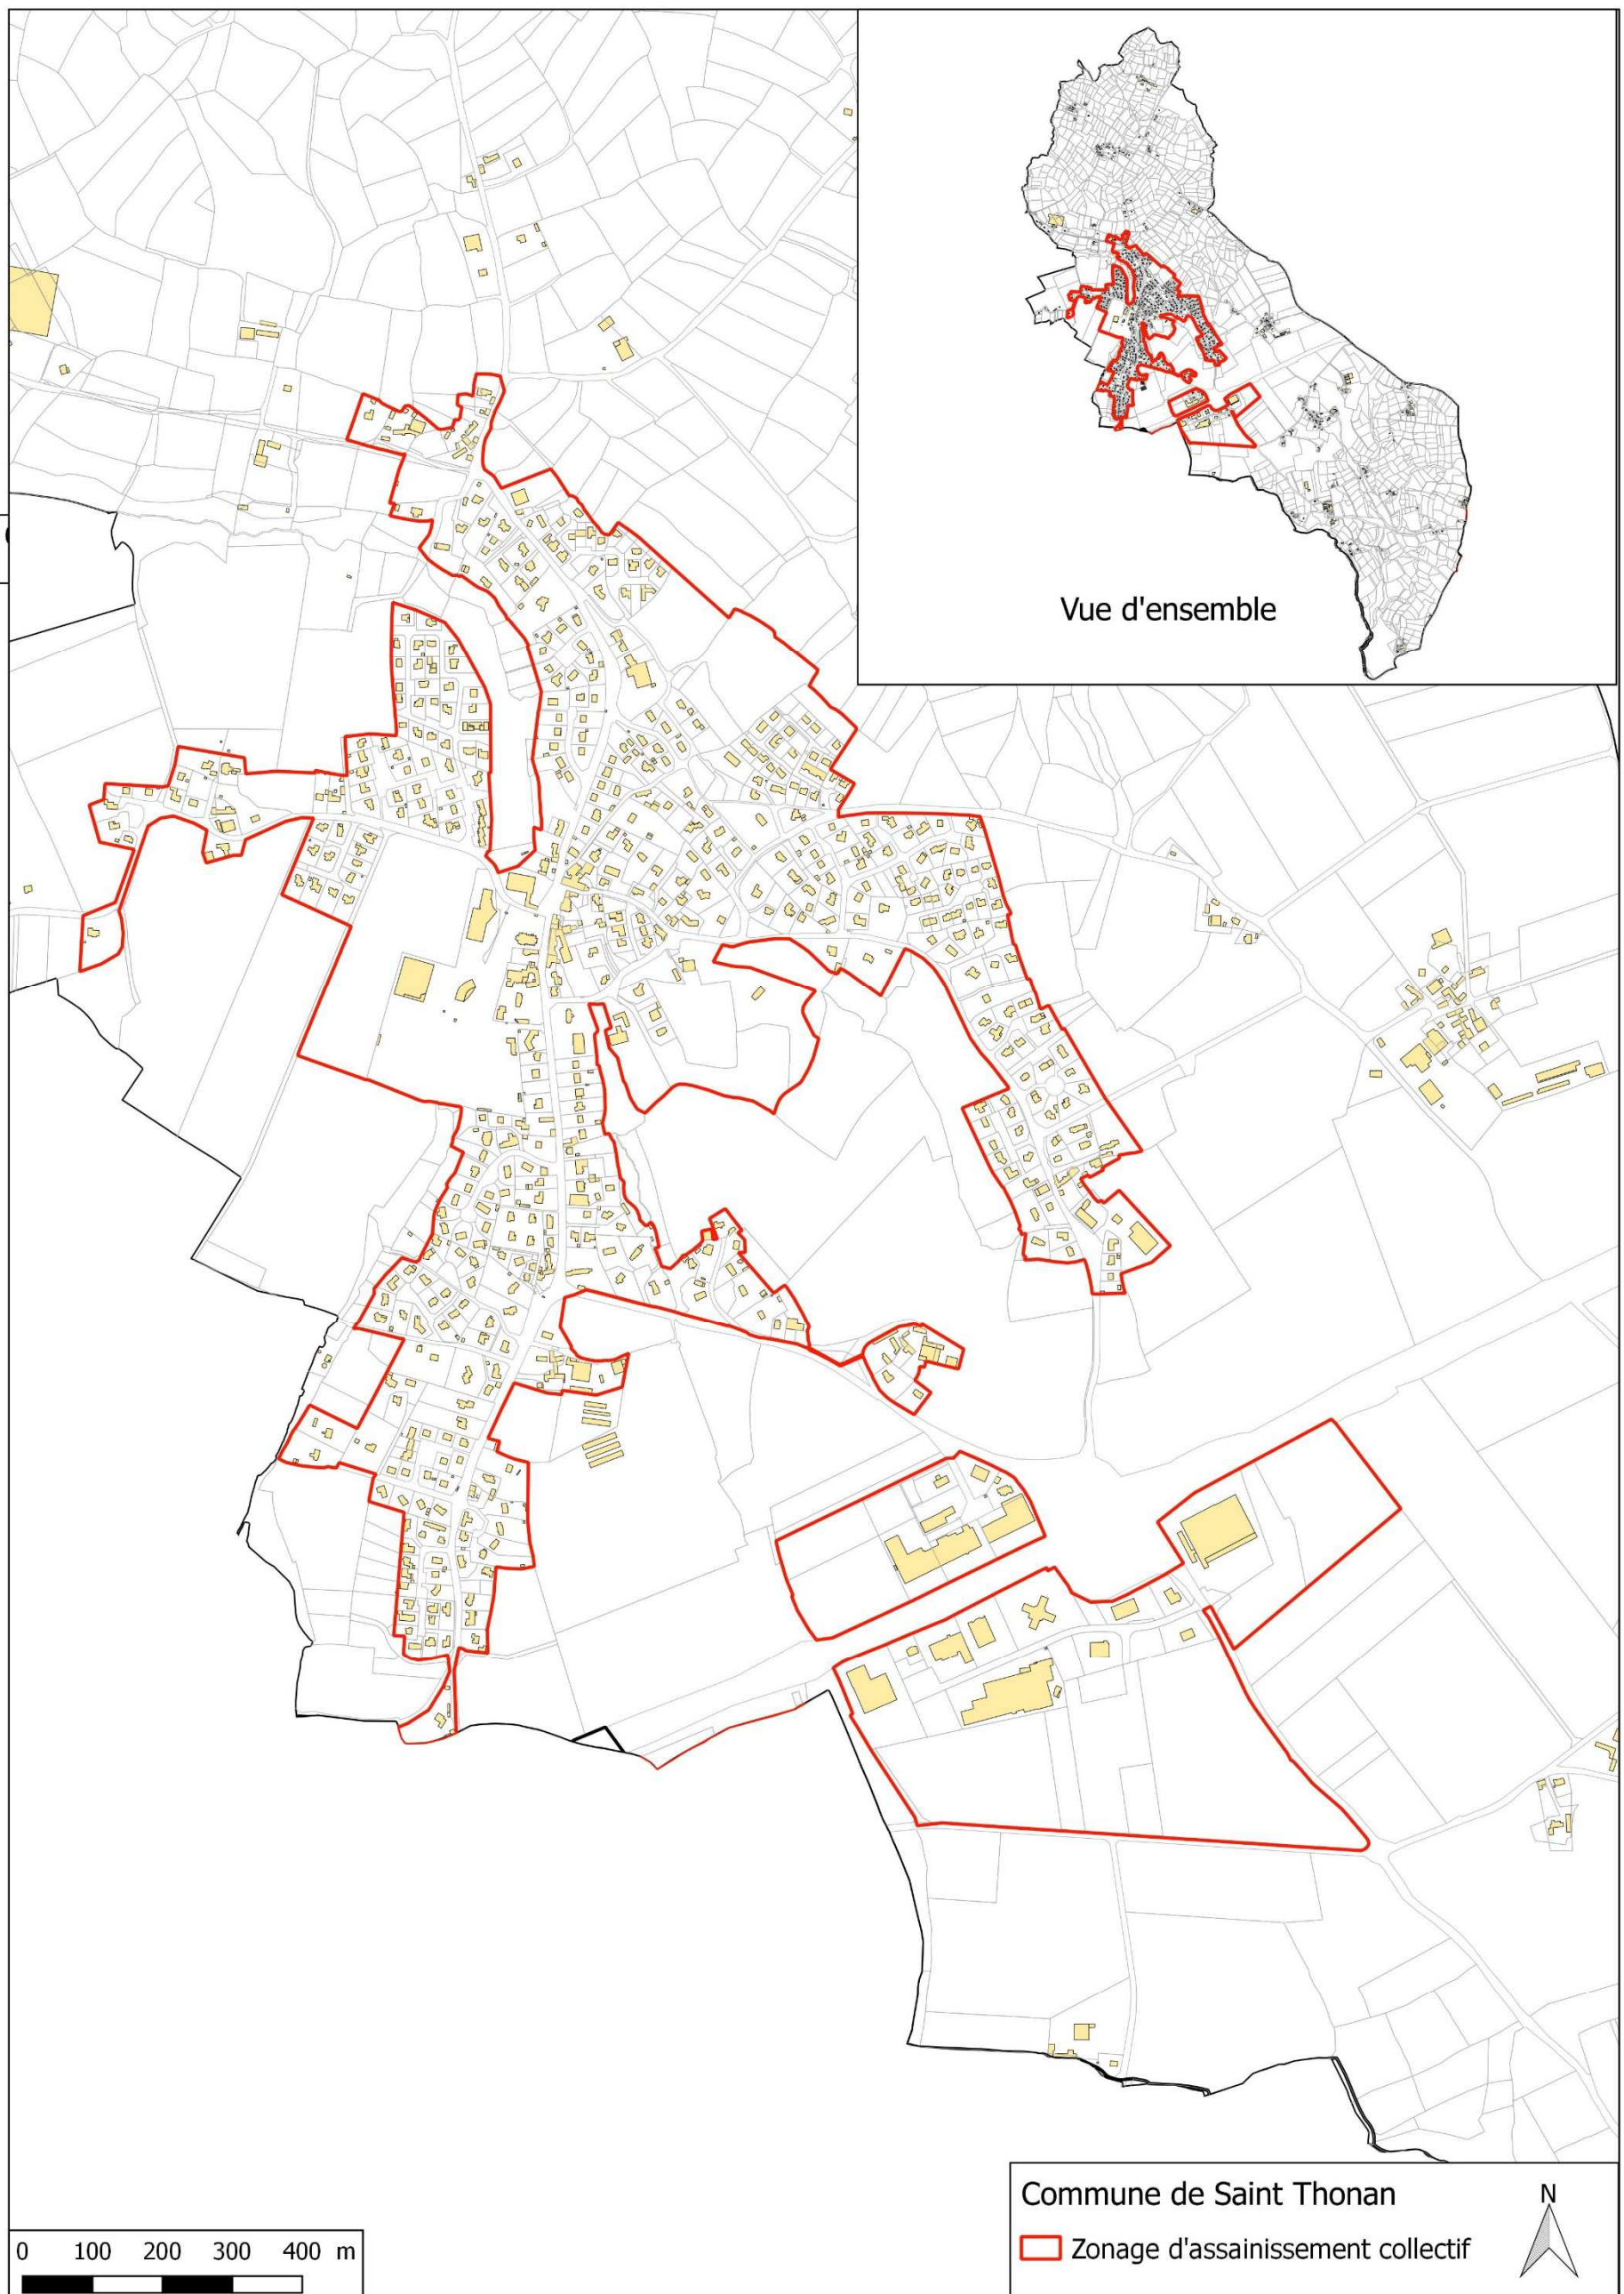 Vue d'ensemble
Commune de Saint Thonan
N
Zonage d'assainissement collectif
0 100 200 300 400 m